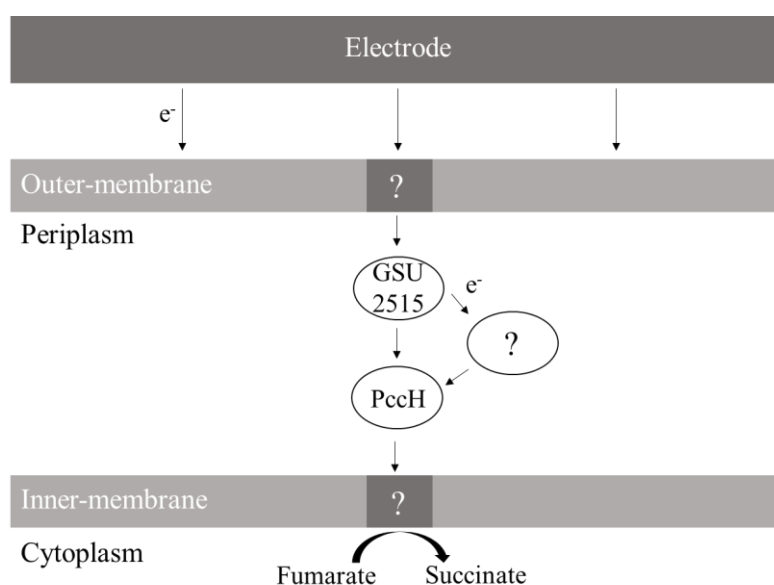 Electrode
e-
Outer-membrane
?
Periplasm
GSU
2515
e-
?
PccH
Inner-membrane
?
Cytoplasm
Fumarate
Succinate